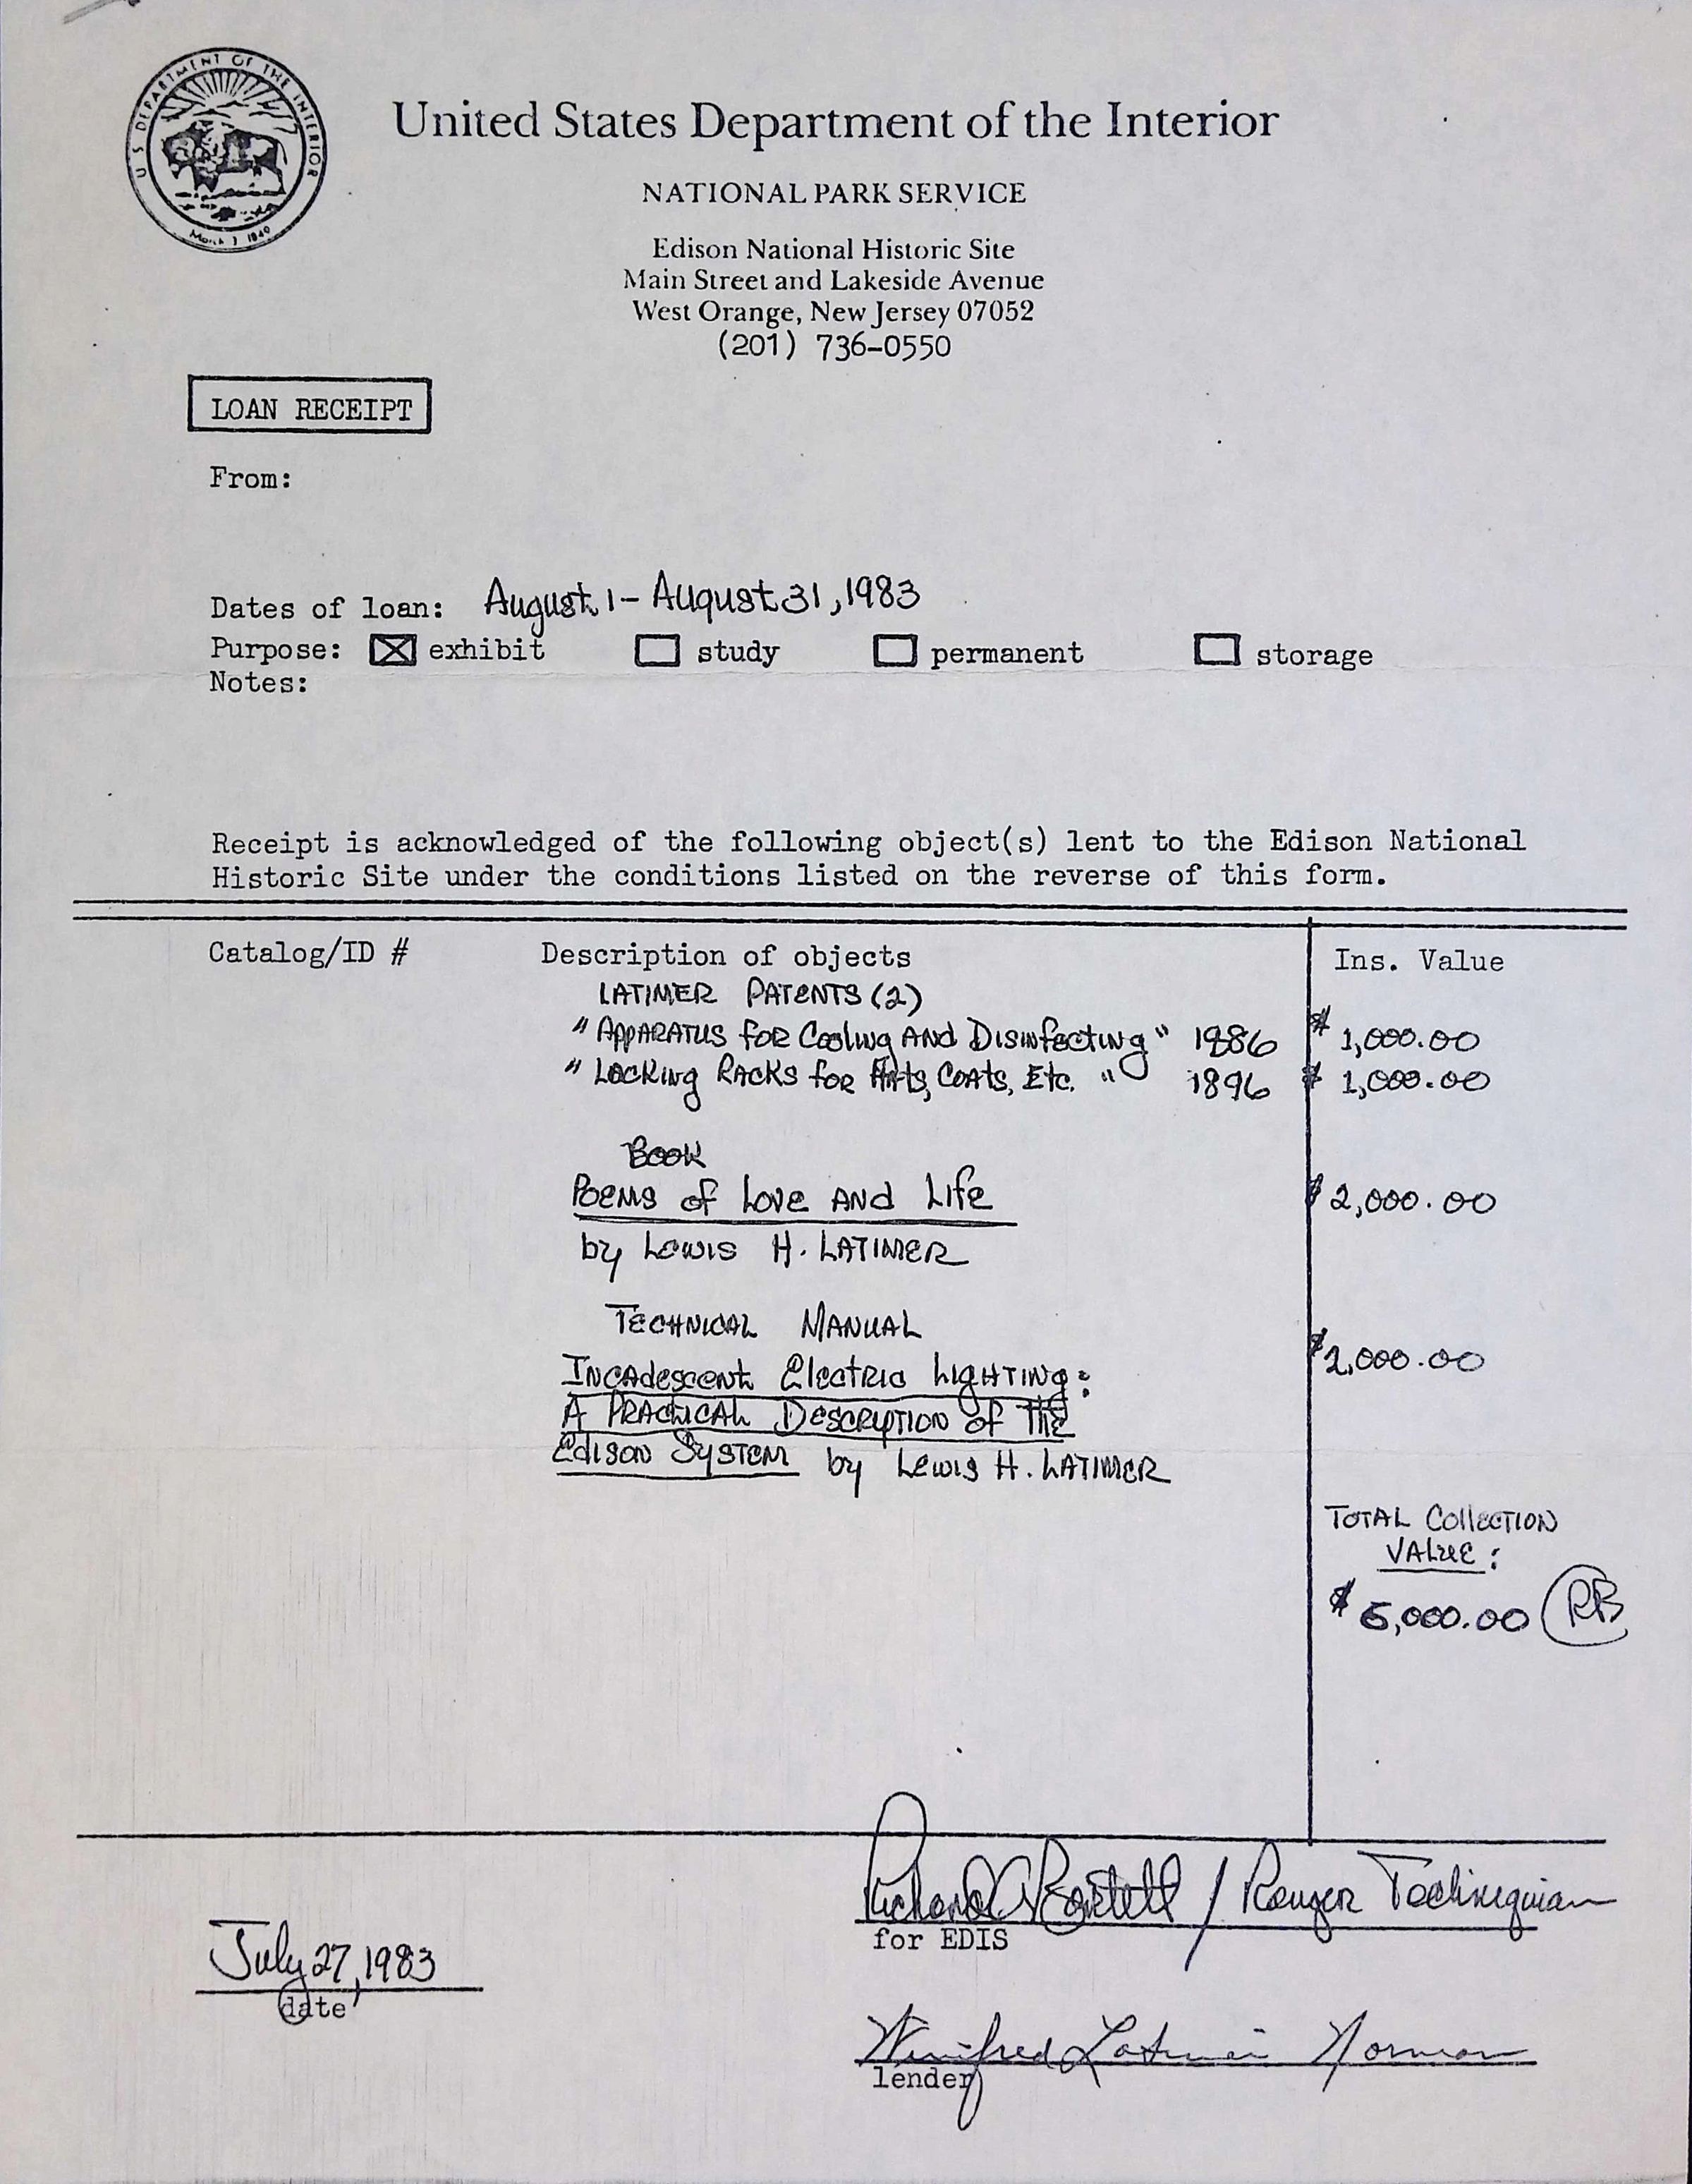 U.S. DEPARTMENT OF THE INTERIOR
March 3 1849
United States Department of the Interior
NATIONAL PARK SERVICE
Edison National Historic Site
Main Street and Lakeside Avenue
West Orange, New Jersey 07052
(201) 736-0550
LOAN RECEIPT
From:
Dates of loan: August 1 - August 31, 1983
Purpose: ☒ exhibit ☐ study ☐ permanent ☐ storage
Notes:
Receipt is acknowledged of the following object(s) lent to the Edison National
Historic Site under the conditions listed on the reverse of this form.
Catalog/ID # Description of objects Ins. Value
LATIMER PATENTS (2)
"APPARATUS for Cooling AND Disinfecting" 1886 $ 1,000.00
"Locking Racks for Hats, Coats, Etc." 1896 $ 1,000.00
Book
Poems of Love AND Life $ 2,000.00
by Lewis H. LATIMER
TECHNICAL MANUAL
Incadescent Electric Lighting: $2,000.00
A PRACTICAL Description of THE
Edison System by Lewis H. LATIMER
TOTAL Collection
VALUE:
$ 6,000.00 RB
Richard Bartell / Ranger Technician
for EDIS
July 27, 1983
date
Winifred Latimer Norman
lender